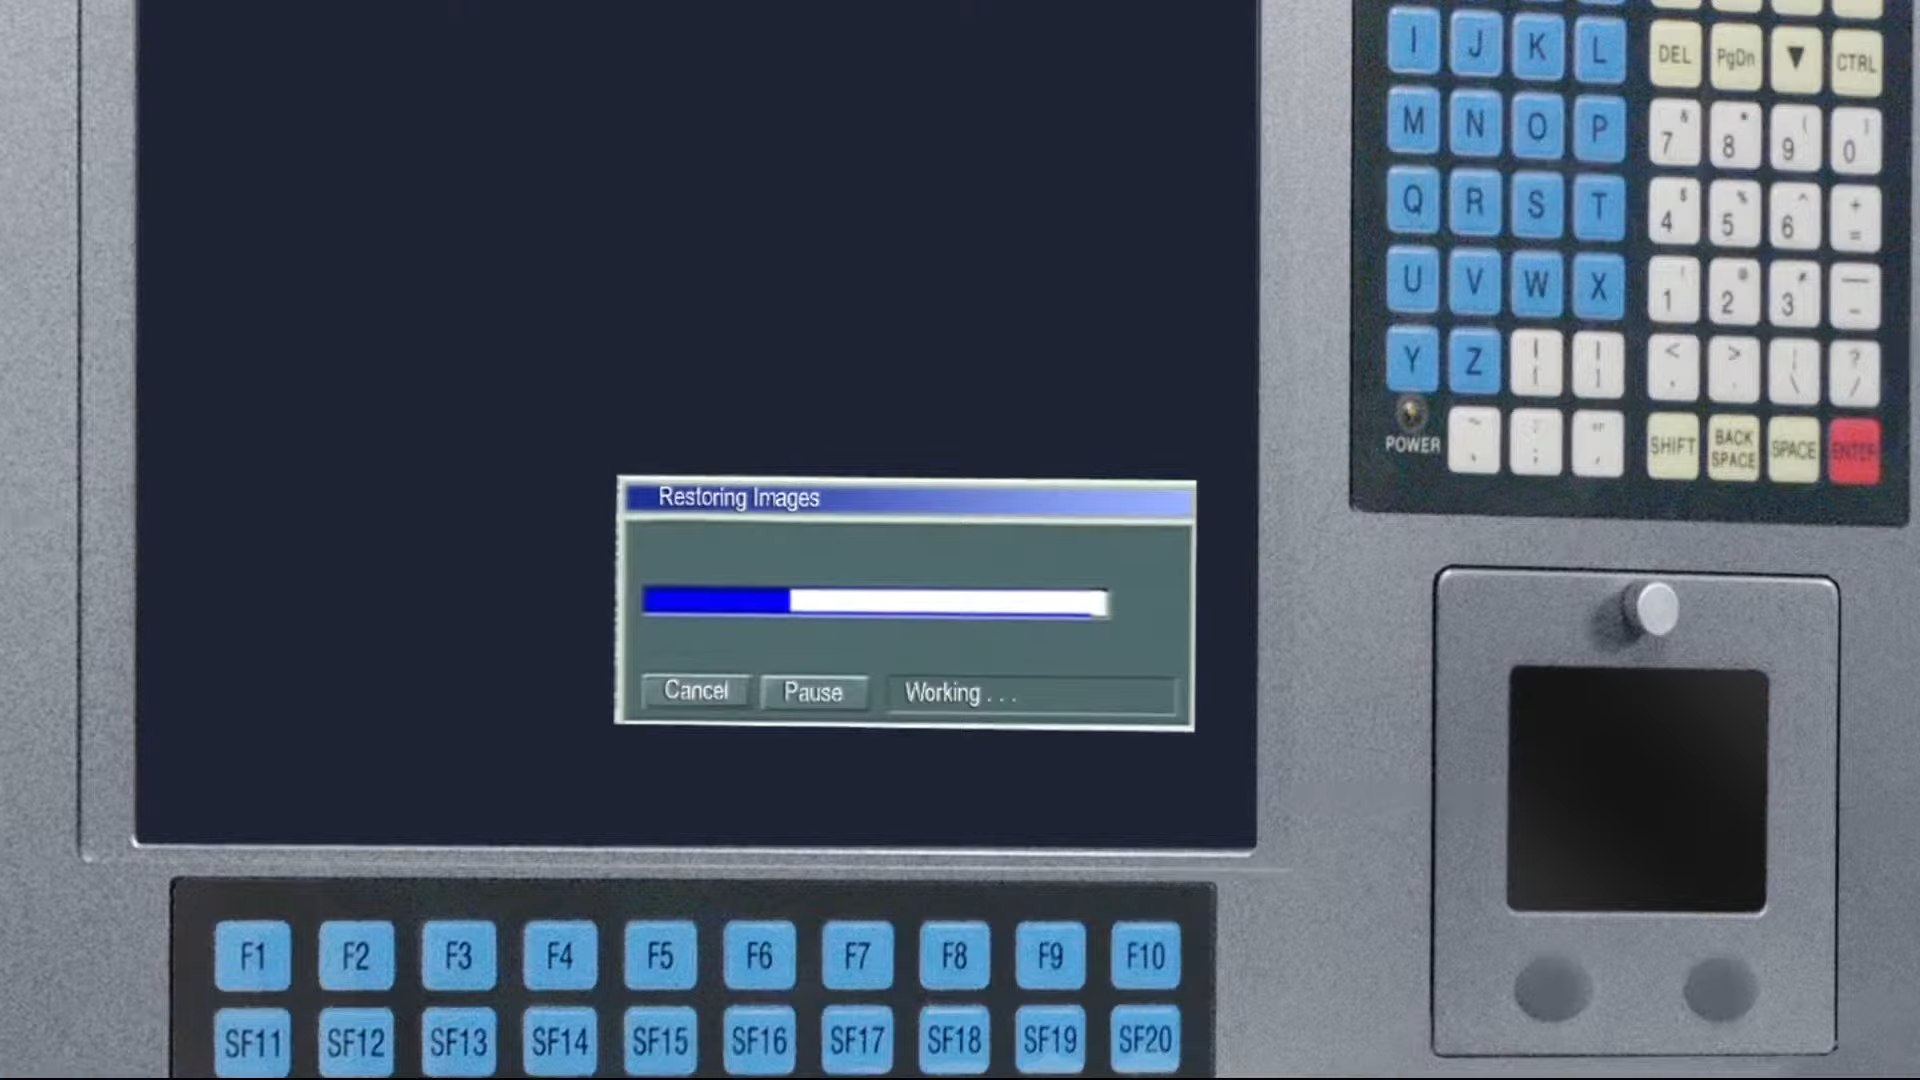 Restoring Images
Cancel Pause Working . . .
I J K L
M N O P
Q R S T
U V W X
Y Z
POWER
DEL PgDn ▼ CTRL
& 7 * 8 ( 9 ) 0
$ 4 % 5 ^ 6 + =
! 1 @ 2 # 3 — -
< , > . | \ ? /
SHIFT BACK SPACE SPACE ENTER
F1 F2 F3 F4 F5 F6 F7 F8 F9 F10
SF11 SF12 SF13 SF14 SF15 SF16 SF17 SF18 SF19 SF20